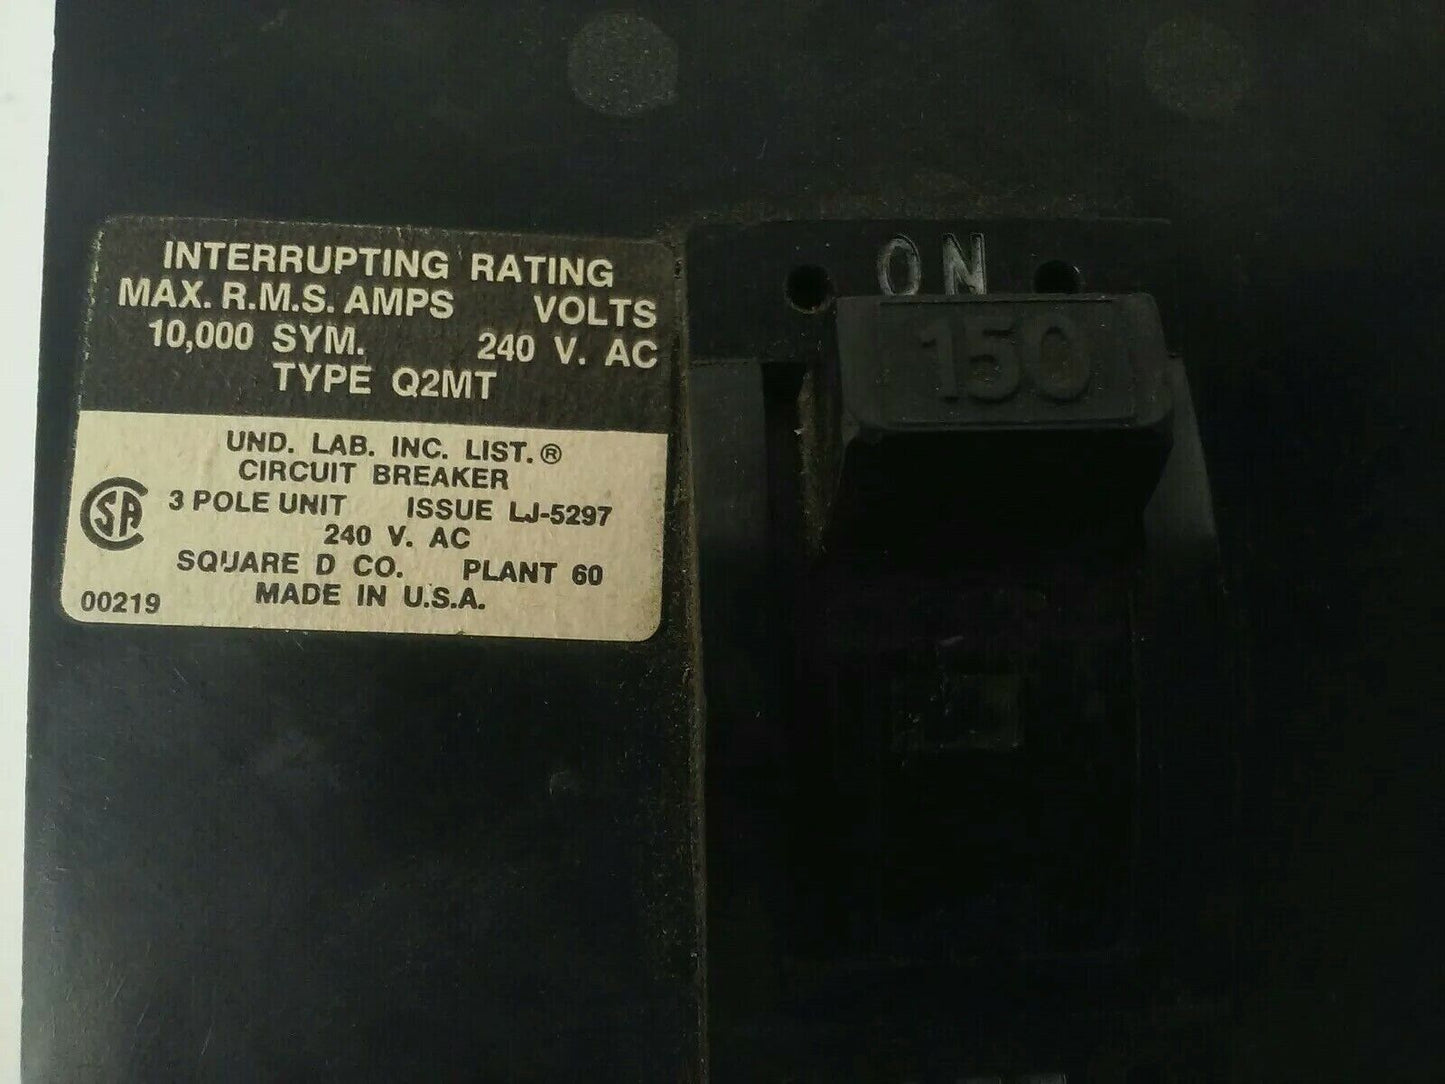 INTERRUPTING RATING
MAX. R.M.S. AMPS VOLTS
10,000 SYM. 240 V. AC
TYPE Q2MT
UND. LAB. INC. LIST.®
CIRCUIT BREAKER
3 POLE UNIT ISSUE LJ-5297
240 V. AC
SQUARE D CO. PLANT 60
MADE IN U.S.A.
00219
SA
ON
150